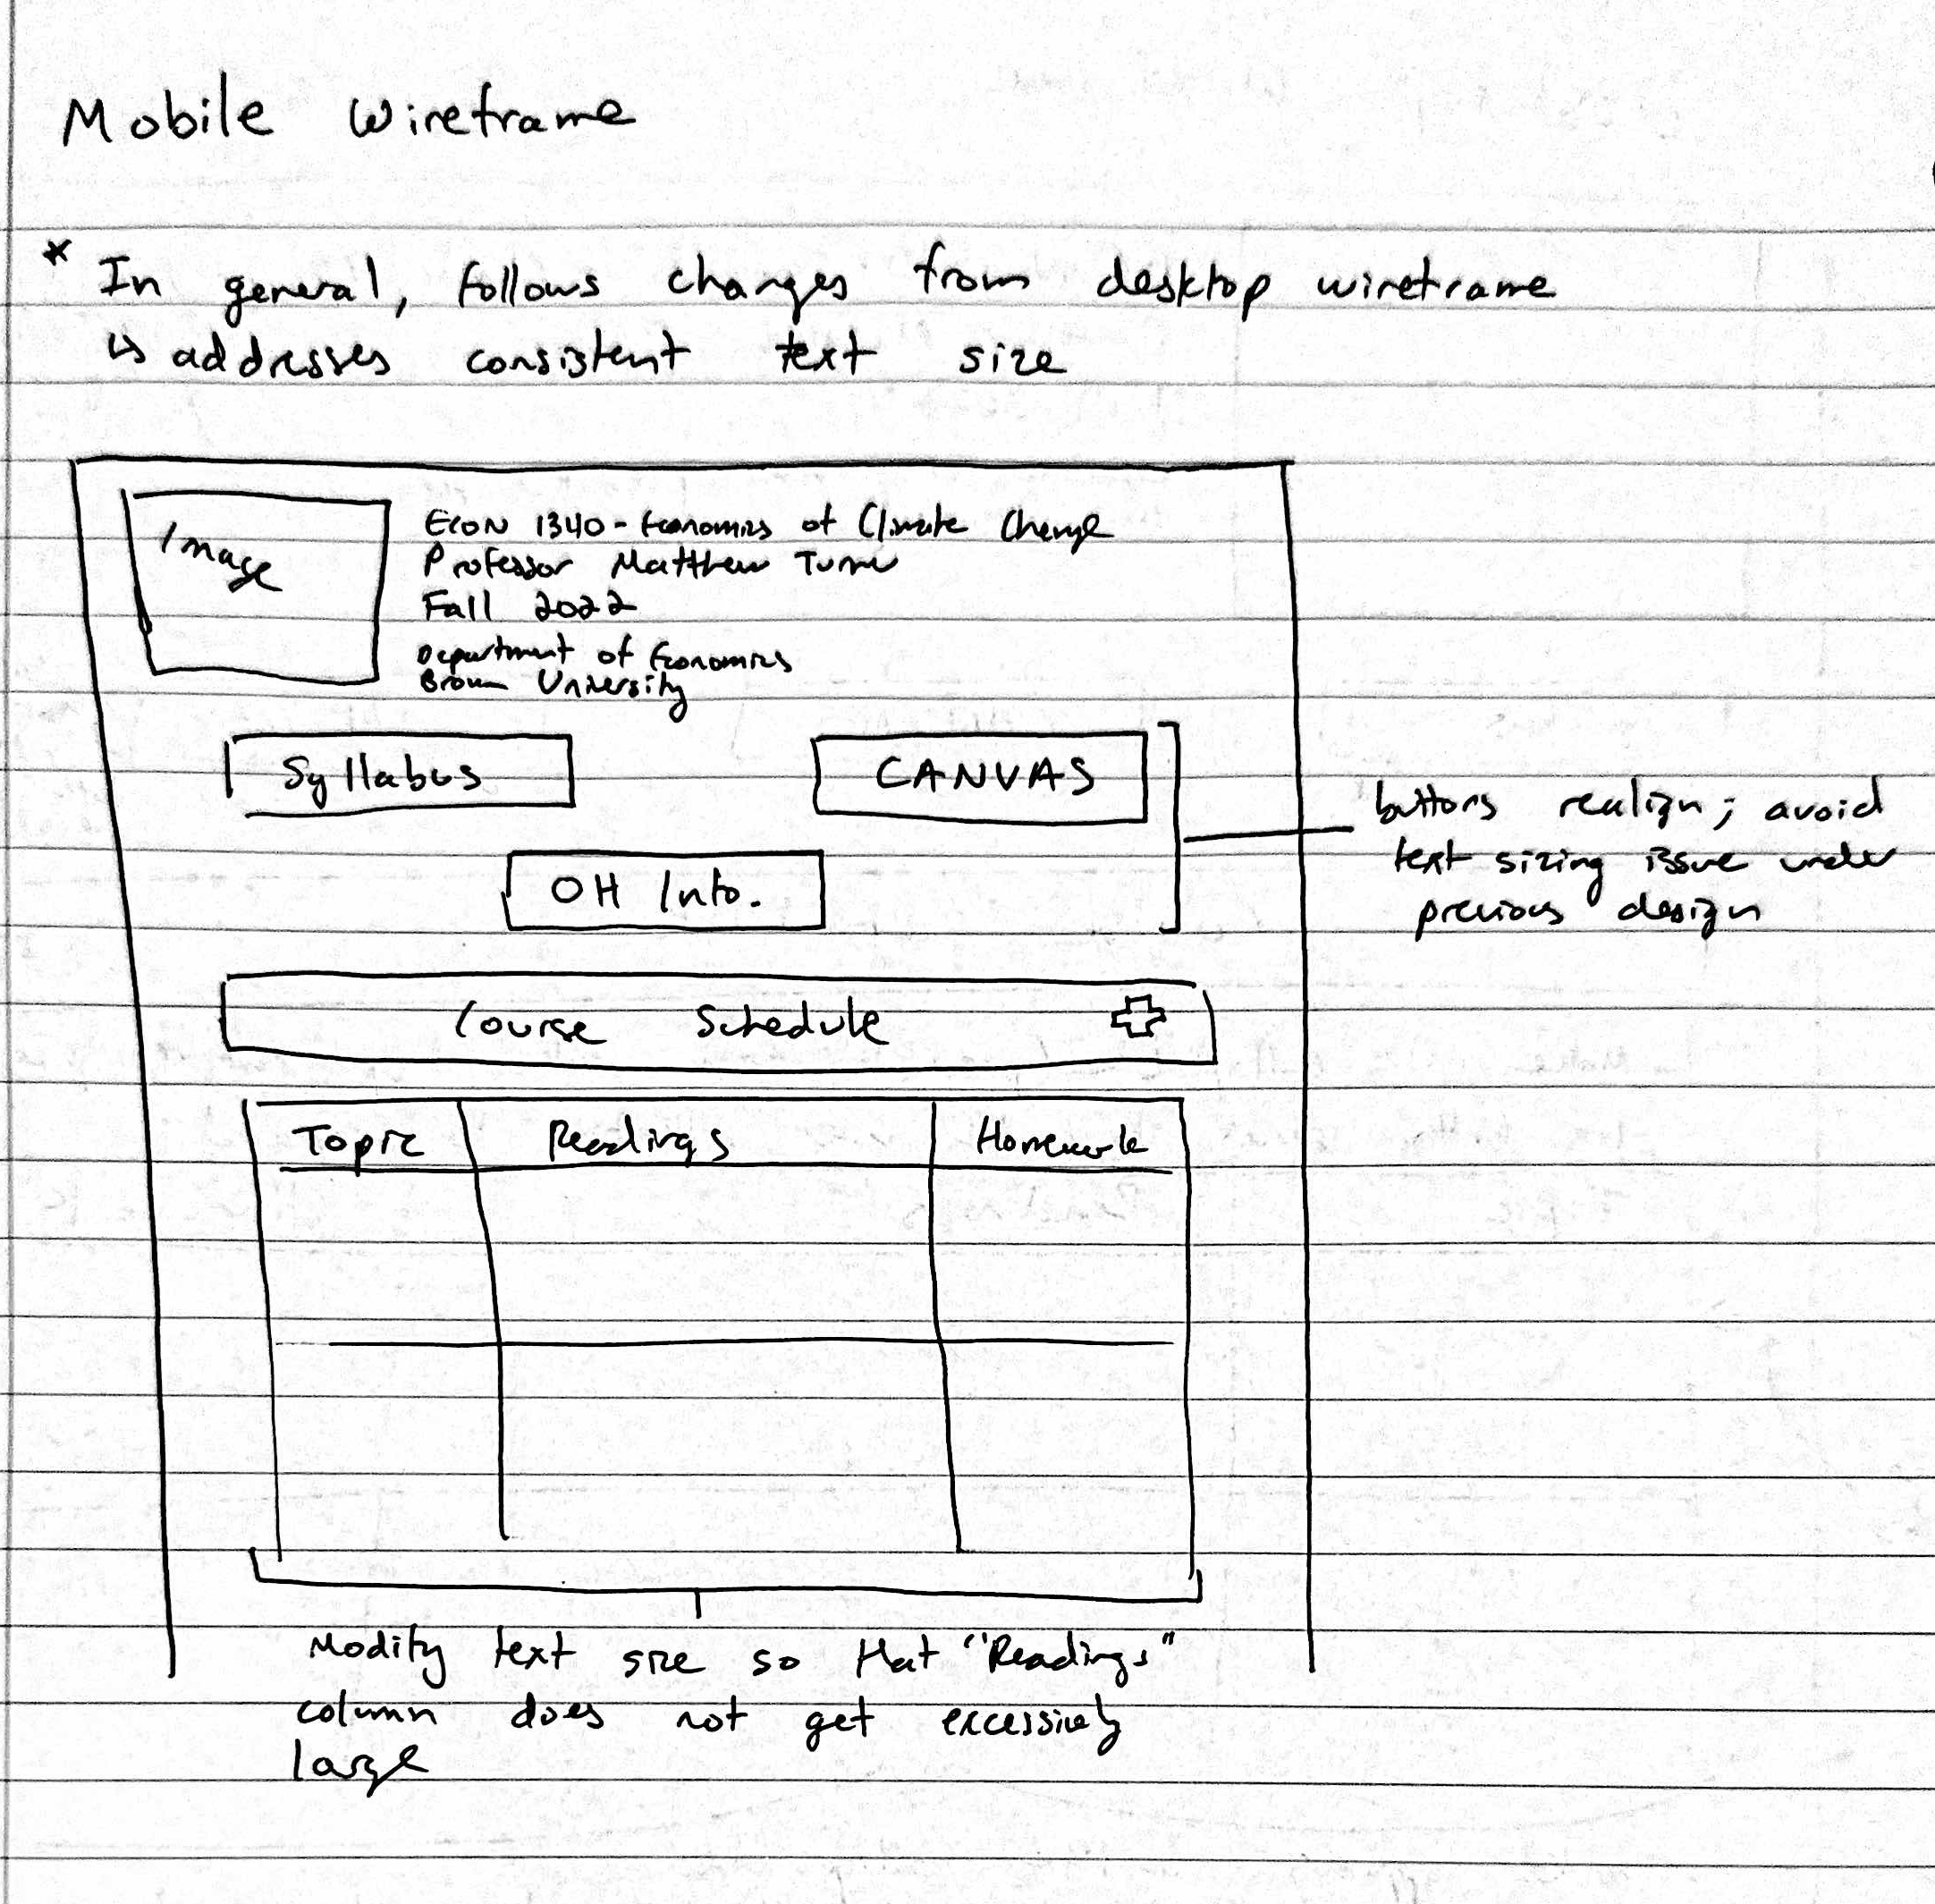 Mobile Wireframe
* In general, follows changes from desktop wireframe
↳ addresses consistent text size
Image
ECON 1340 - Economics of Climate Change
Professor Matthew Turner
Fall 2022
Department of Economics
Brown University
Syllabus
CANVAS
OH Info.
buttons realign; avoid
text sizing issue under
previous design
Course Schedule
Topic
Readings
Homework
Modify text size so that "Readings"
column does not get excessively
large